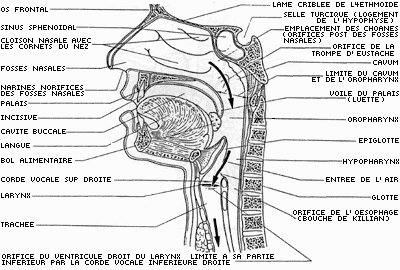 OS FRONTAL
SINUS SPHENOIDAL
CLOISON NASALE AVEC
LES CORNETS DU NEZ
FOSSES NASALES
NARINES NORIFICES
DES FOSSES NASALES
PALAIS
INCISIVE
CAVITE BUCCALE
LANGUE
BOL ALIMENTAIRE
CORDE VOCALE SUP DROITE
LARYNX
TRACHEE
LAME CRIBLEE DE L'ETHMOIDE
SELLE TURCIQUE (LOGEMENT
DE L'HYPOPHYSE)
EMPLACEMENT DES CHOANES
(ORIFICES POST DES FOSSES
NASALES)
ORIFICE DE LA
TROMPE D'EUSTACHE
CAVUM
LIMITE DU CAVUM
ET DE L'OROPHARYNX
VOILE DU PALAIS
(LUETTE)
OROPHARYNX
EPIGLOTTE
HYPOPHARYNX
ENTREE DE L'AIR
GLOTTE
ORIFICE DE L'OESOPHAGE
(BOUCHE DE KILLIAN)
ORIFICE DU VENTRICULE DROIT DU LARYNX LIMITE A SA PARTIE
INFERIEUR PAR LA CORDE VOCALE INFERIEURE DROITE